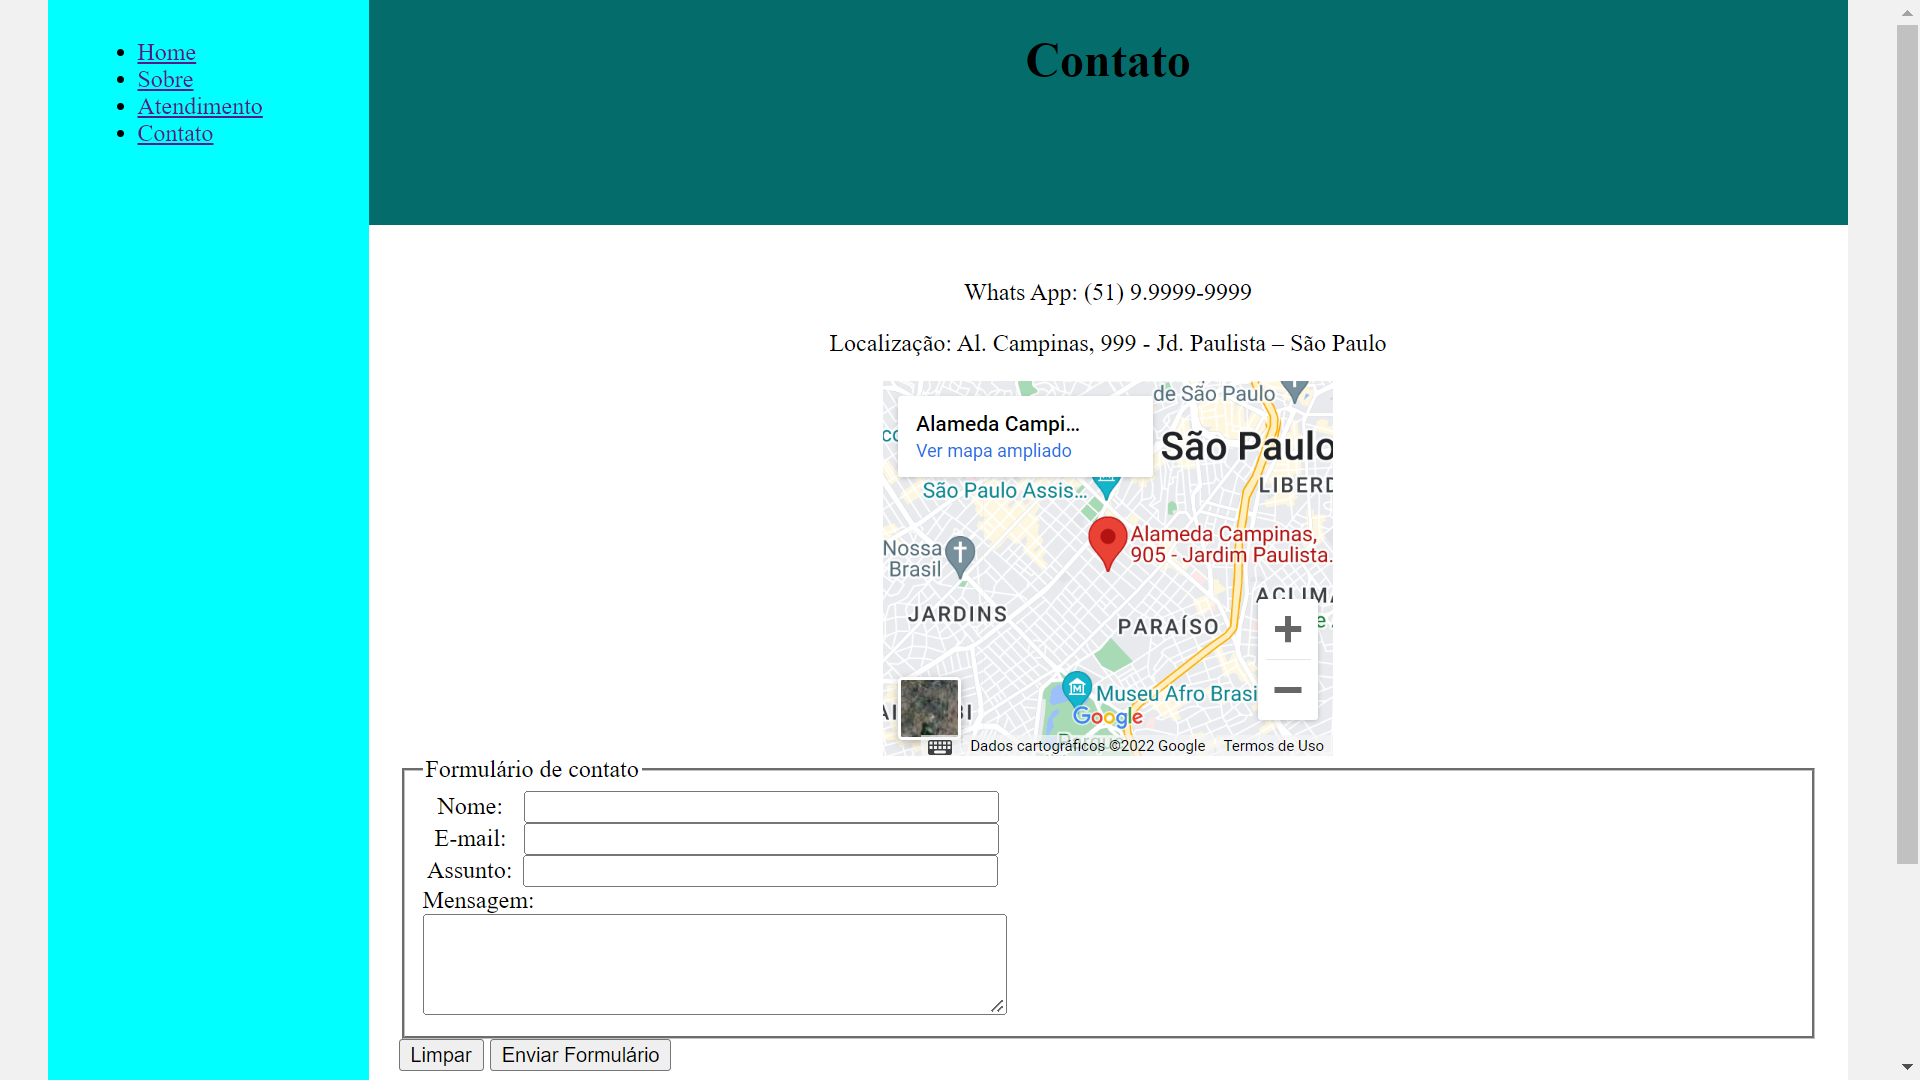 Home
Sobre
Atendimento
Contato
Contato
Whats App: (51) 9.9999-9999
Localização: Al. Campinas, 999 - Jd. Paulista – São Paulo
de São Paulo
Alameda Campi...
Ver mapa ampliado
São Paulo
LIBERD
São Paulo Assis...
Alameda Campinas,
905 - Jardim Paulista.
Nossa
Brasil
ACLIMA
JARDINS
PARAÍSO
Museu Afro Brasi
Google
Dados cartográficos ©2022 Google
Termos de Uso
Formulário de contato
Nome:
E-mail:
Assunto:
Mensagem:
Limpar
Enviar Formulário